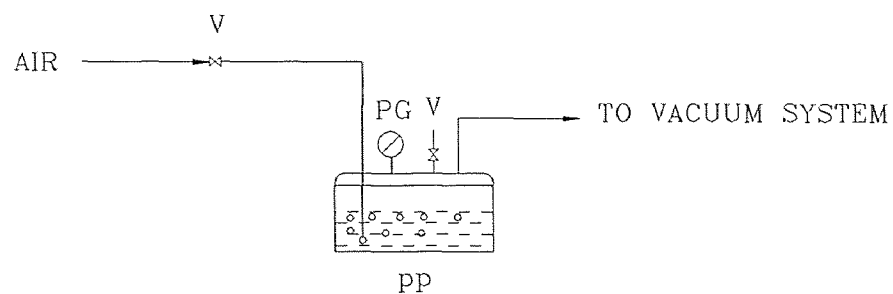 V
AIR
PG V
TO VACUUM SYSTEM
pp